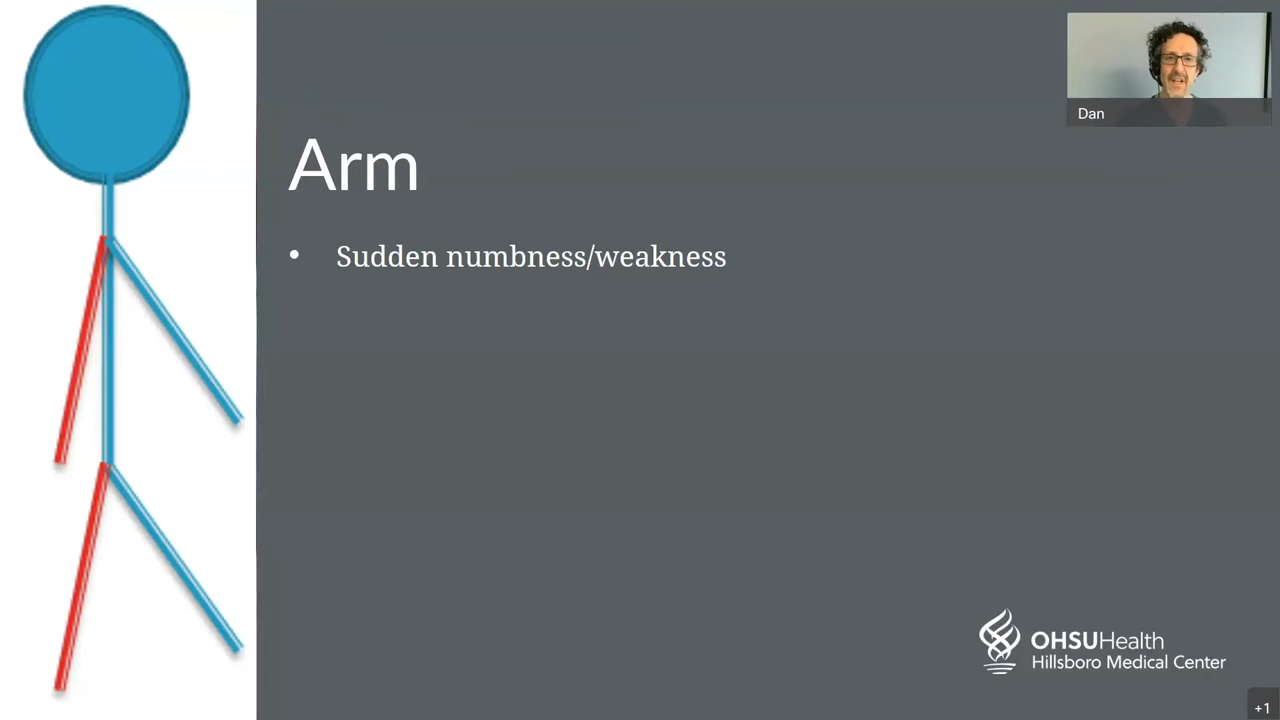 Dan
Arm
• Sudden numbness/weakness
OHSUHealth
Hillsboro Medical Center
+1